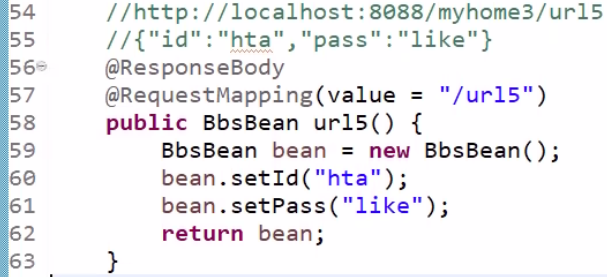 54 //http://localhost:8088/myhome3/url5
55 //{"id":"hta","pass":"like"}
56 @ResponseBody
57 @RequestMapping(value = "/url5")
58 public BbsBean url5() {
59 BbsBean bean = new BbsBean();
60 bean.setId("hta");
61 bean.setPass("like");
62 return bean;
63 }